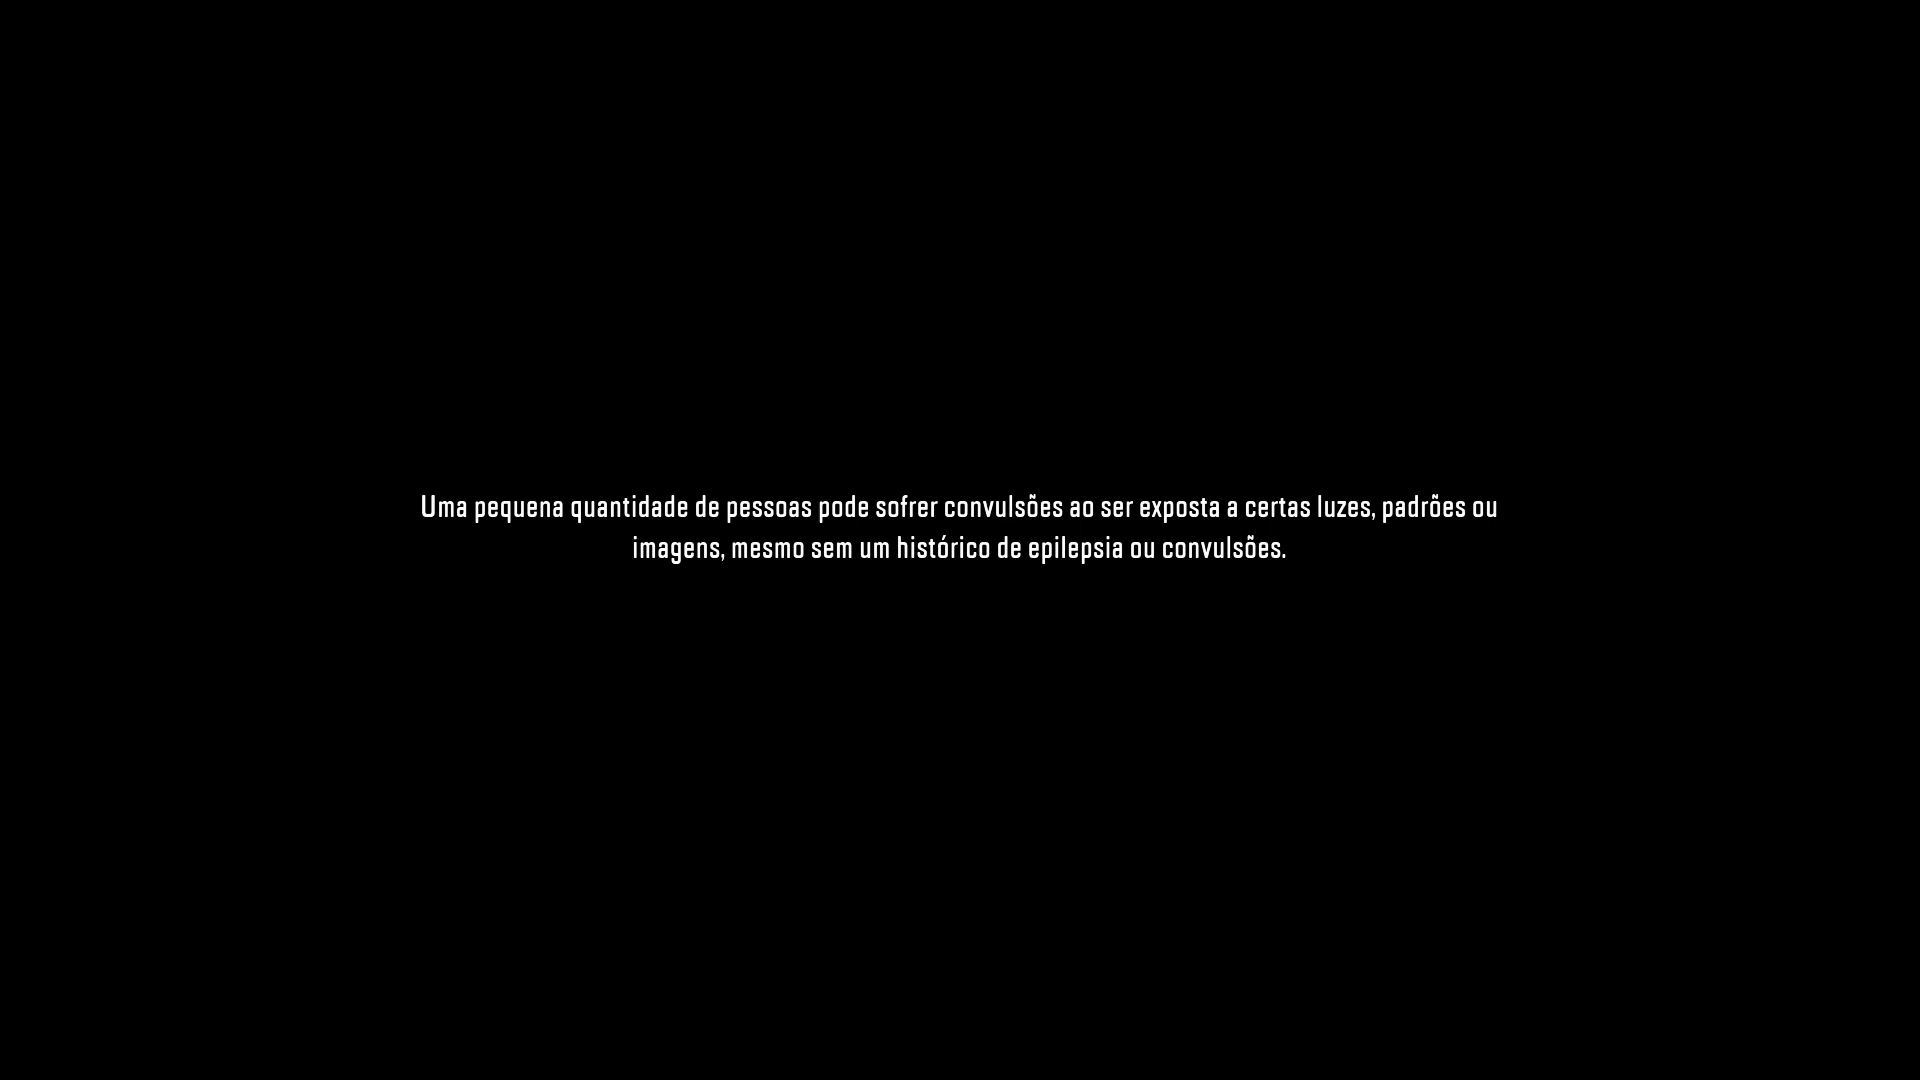 Uma pequena quantidade de pessoas pode sofrer convulsões ao ser exposta a certas luzes, padrões ou
imagens, mesmo sem um histórico de epilepsia ou convulsões.